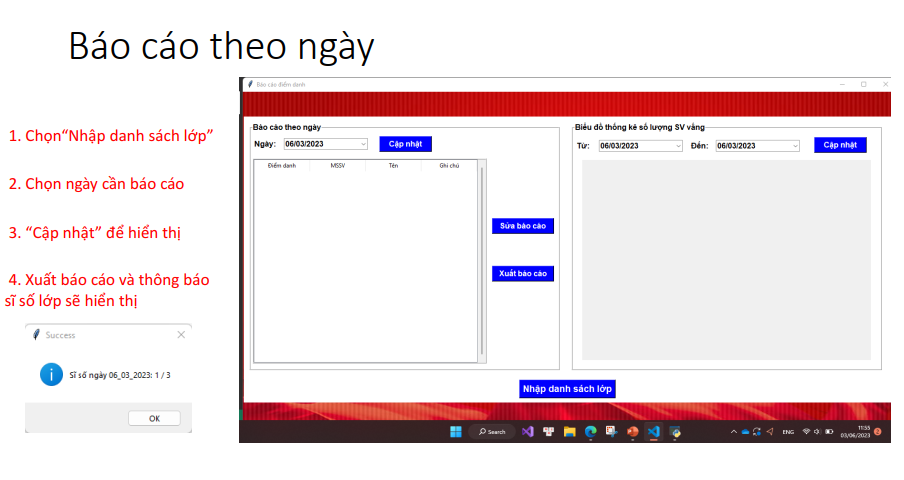 Báo cáo theo ngày
1. Chọn“Nhập danh sách lớp”
2. Chọn ngày cần báo cáo
3. “Cập nhật” để hiển thị
4. Xuất báo cáo và thông báo
sĩ số lớp sẽ hiển thị
Success
Sĩ số ngày 06_03_2023: 1 / 3
OK
Báo cáo điểm danh
Báo cáo theo ngày
Ngày: 06/03/2023 Cập nhật
Điểm danh MSSV Tên Ghi chú
Sửa báo cáo
Xuất báo cáo
Biểu đồ thống kê số lượng SV vắng
Từ: 06/03/2023 Đến: 06/03/2023 Cập nhật
Nhập danh sách lớp
Search
ENG
11:55
03/06/2023
2